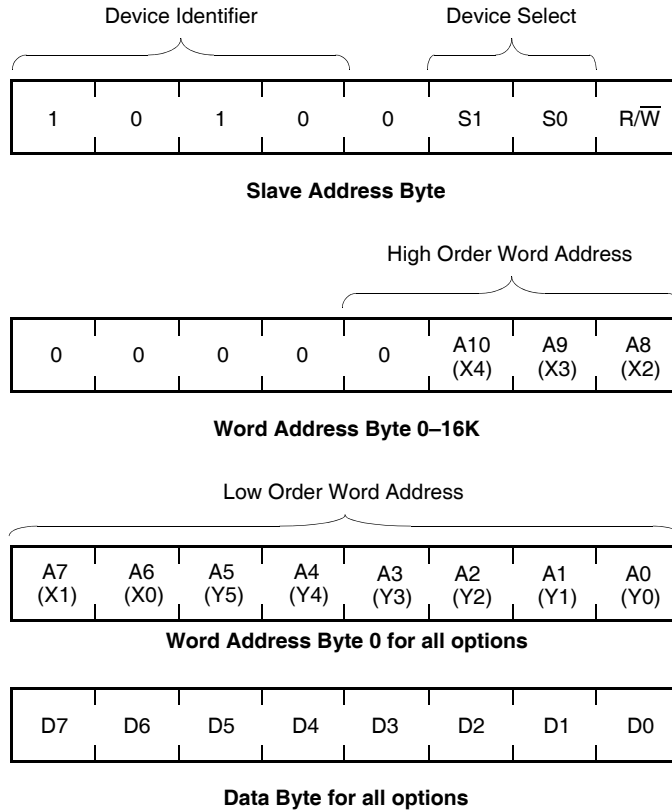 Device Identifier Device Select
1 0 1 0 0 S1 S0 R/W̅
Slave Address Byte
High Order Word Address
0 0 0 0 0 A10 A9 A8
(X4) (X3) (X2)
Word Address Byte 0–16K
Low Order Word Address
A7 A6 A5 A4 A3 A2 A1 A0
(X1) (X0) (Y5) (Y4) (Y3) (Y2) (Y1) (Y0)
Word Address Byte 0 for all options
D7 D6 D5 D4 D3 D2 D1 D0
Data Byte for all options